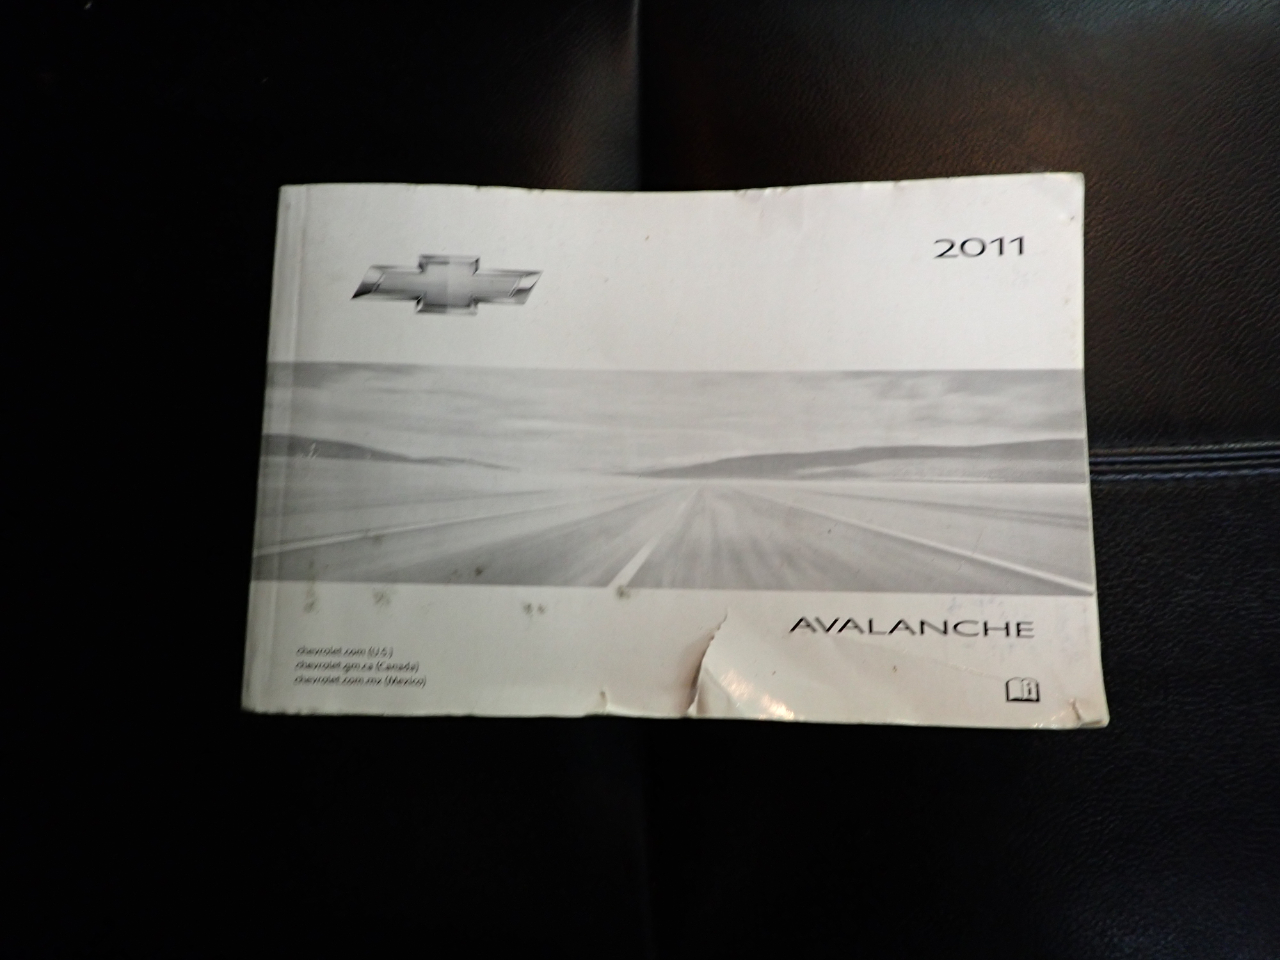 2011
AVALANCHE
chevrolet.com (U.S.)
chevrolet.gm.ca (Canada)
chevrolet.com.mx (Mexico)